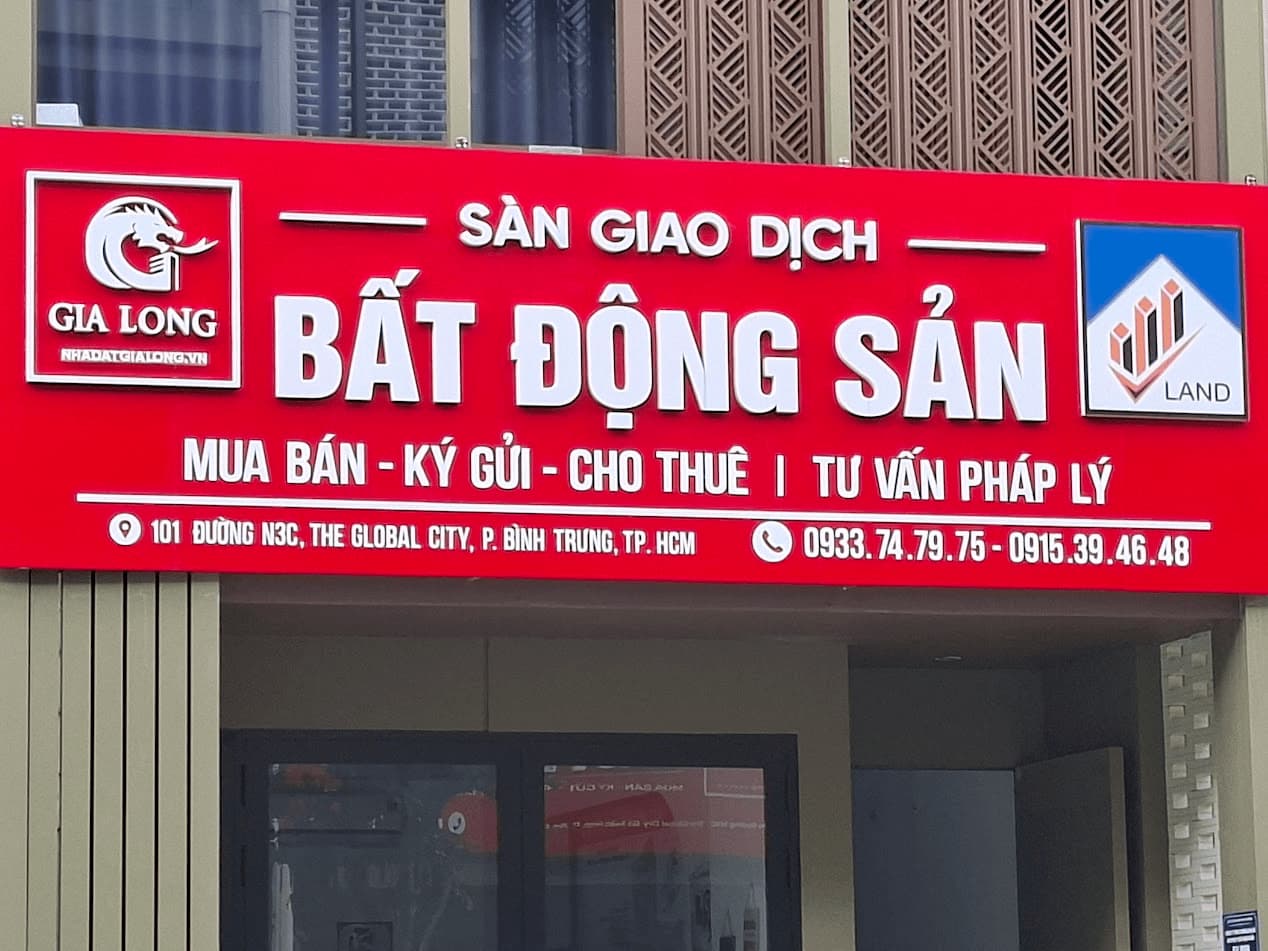 GIA LONG
NHADATGIALONG.VN
SÀN GIAO DỊCH
BẤT ĐỘNG SẢN
LAND
MUA BÁN - KÝ GỬI - CHO THUÊ | TƯ VẤN PHÁP LÝ
101 ĐƯỜNG N3C, THE GLOBAL CITY, P. BÌNH TRƯNG, TP. HCM
0933.74.79.75 - 0915.39.46.48